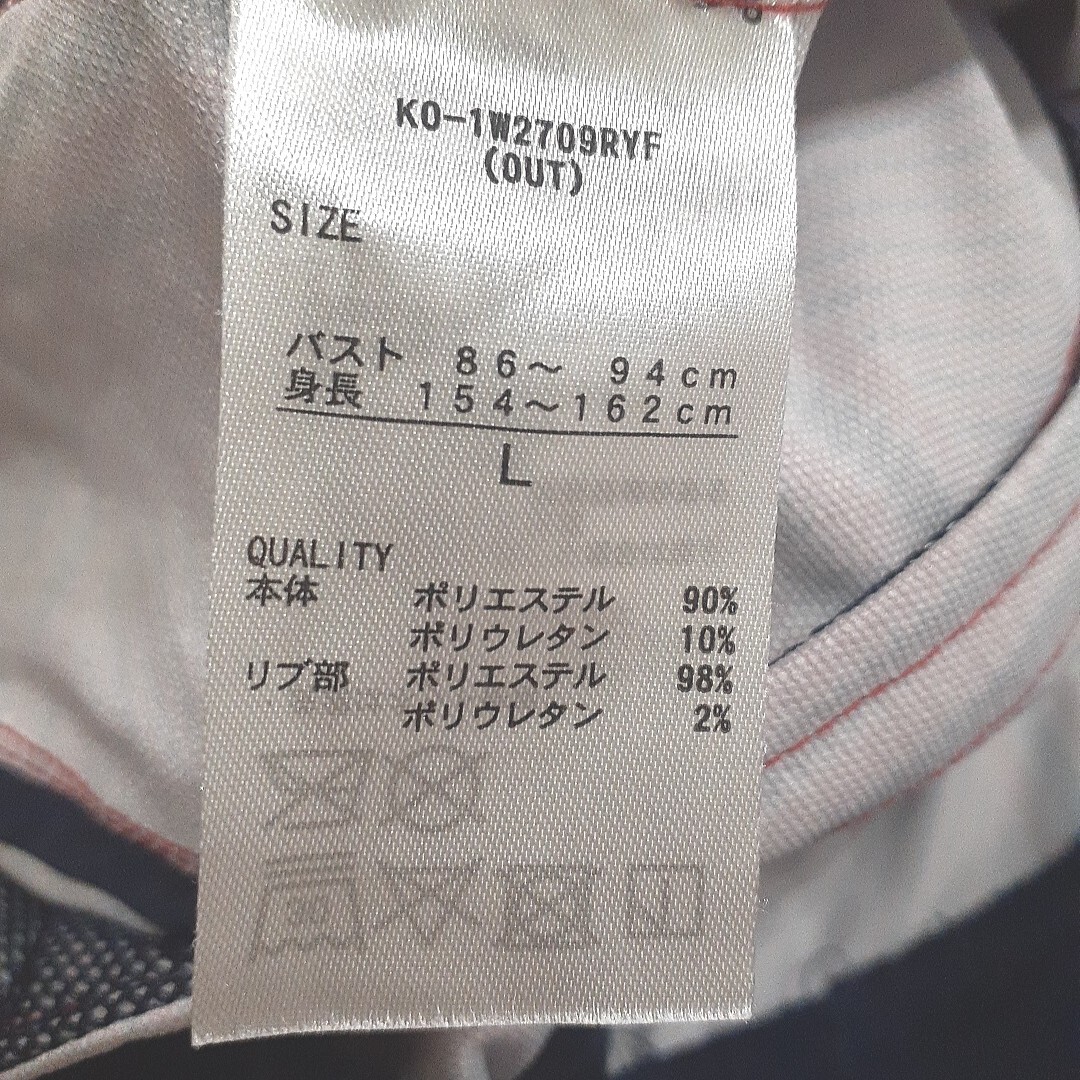 KO-1W2709RYF
(OUT)
SIZE
バスト 86～ 94cm
身長 154～162cm
L
QUALITY
本体 ポリエステル 90%
ポリウレタン 10%
リブ部 ポリエステル 98%
ポリウレタン 2%